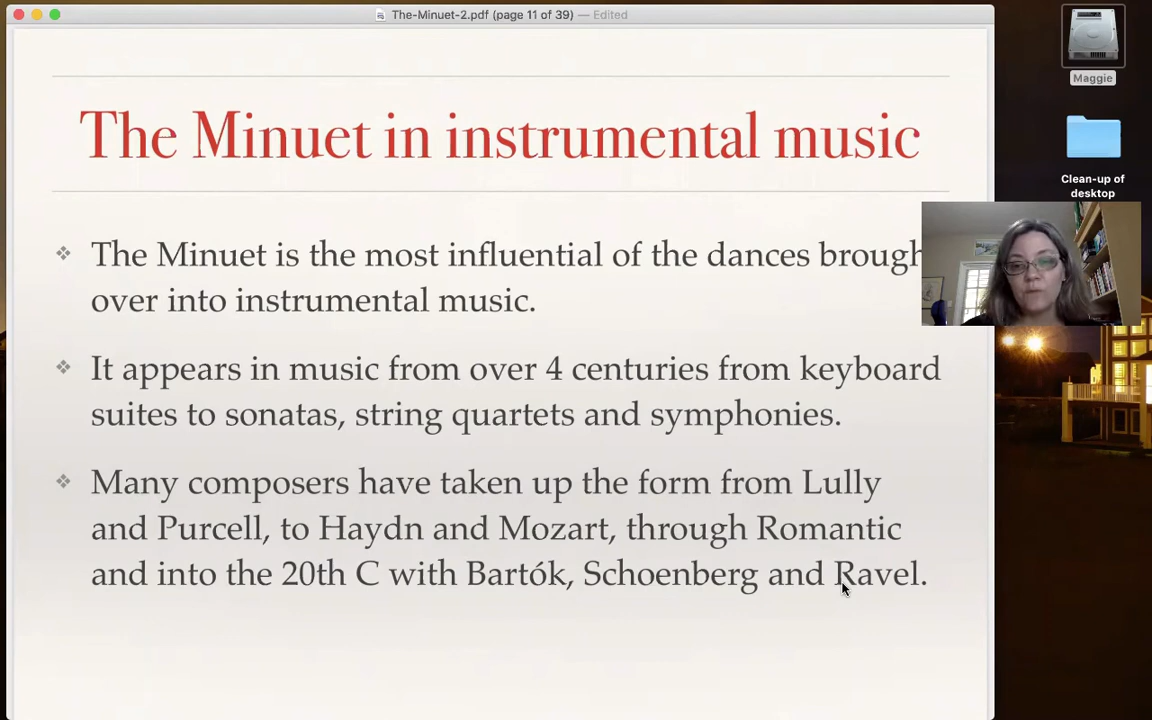 The-Minuet-2.pdf (page 11 of 39) — Edited
The Minuet in instrumental music
The Minuet is the most influential of the dances brough
over into instrumental music.
It appears in music from over 4 centuries from keyboard
suites to sonatas, string quartets and symphonies.
Many composers have taken up the form from Lully
and Purcell, to Haydn and Mozart, through Romantic
and into the 20th C with Bartók, Schoenberg and Ravel.
Maggie
Clean-up of
desktop